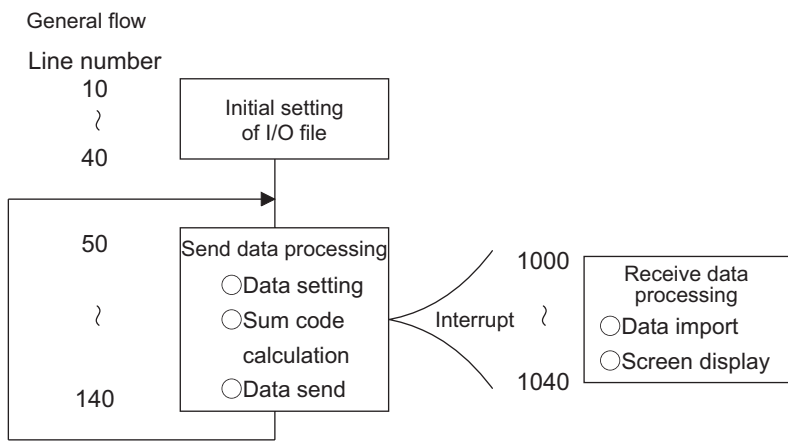 General flow
Line number
10
~
40
Initial setting
of I/O file
50
~
140
Send data processing
○Data setting
○Sum code
calculation
○Data send
Interrupt
1000
~
1040
Receive data
processing
○Data import
○Screen display